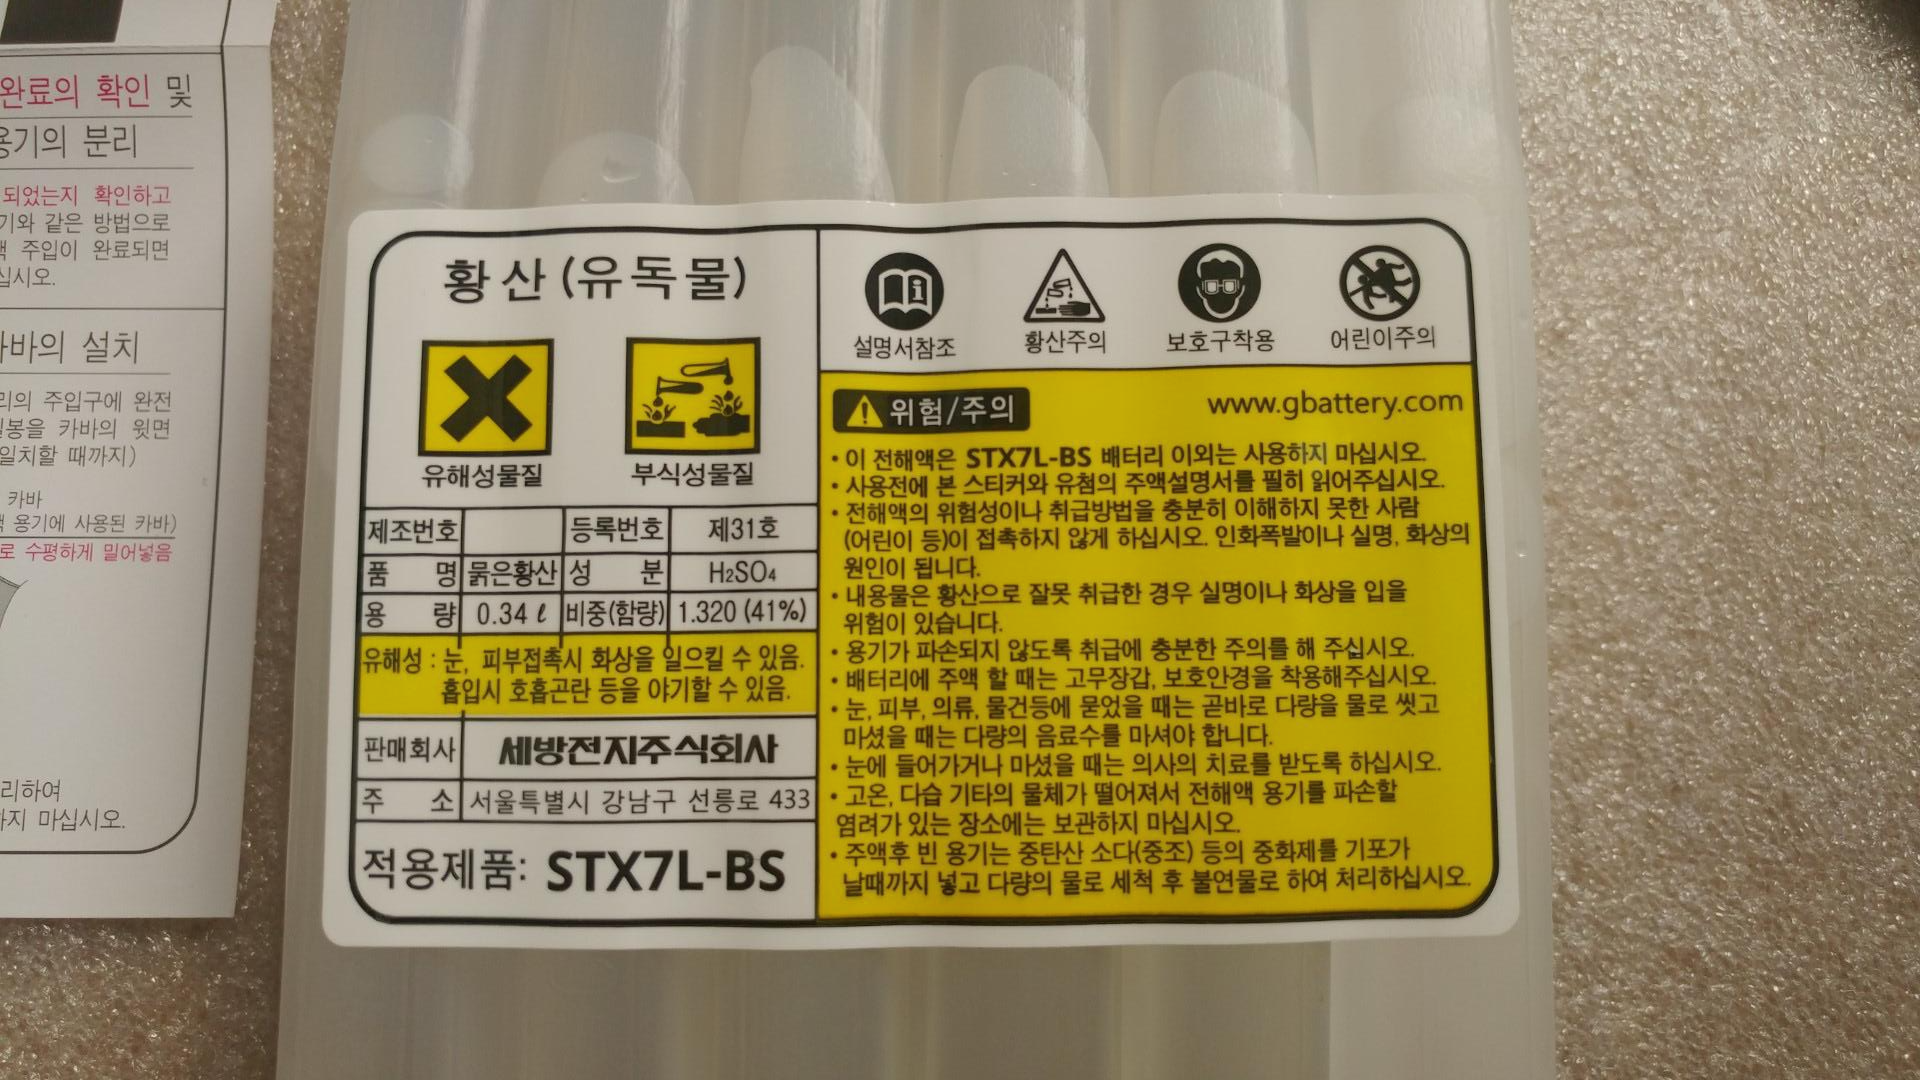 완료의 확인 및
용기의 분리
되었는지 확인하고
기와 같은 방법으로
주입이 완료되면
십시오.
카바의 설치
리의 주입구에 완전
카바의 윗면
일치할 때까지)
카바
용기에 사용된 카바)
로 수평하게 밀어넣음
리하여
하지 마십시오.
황산(유독물)
유해성물질 부식성물질
제조번호 등록번호 제31호
품 명 묽은황산 성 분 H₂SO₄
용 량 0.34 ℓ 비중(함량) 1.320 (41%)
유해성 : 눈, 피부접촉시 화상을 일으킬 수 있음.
흡입시 호흡곤란 등을 야기할 수 있음.
판매회사 세방전지주식회사
주 소 서울특별시 강남구 선릉로 433
적용제품: STX7L-BS
설명서참조 황산주의 보호구착용 어린이주의
위험/주의 www.gbattery.com
• 이 전해액은 STX7L-BS 배터리 이외는 사용하지 마십시오.
• 사용전에 본 스티커와 유첨의 주액설명서를 필히 읽어주십시오.
• 전해액의 위험성이나 취급방법을 충분히 이해하지 못한 사람
(어린이 등)이 접촉하지 않게 하십시오. 인화폭발이나 실명, 화상의
원인이 됩니다.
• 내용물은 황산으로 잘못 취급한 경우 실명이나 화상을 입을
위험이 있습니다.
• 용기가 파손되지 않도록 취급에 충분한 주의를 해 주십시오.
• 배터리에 주액 할 때는 고무장갑, 보호안경을 착용해주십시오.
• 눈, 피부, 의류, 물건등에 묻었을 때는 곧바로 다량을 물로 씻고
마셨을 때는 다량의 음료수를 마셔야 합니다.
• 눈에 들어가거나 마셨을 때는 의사의 치료를 받도록 하십시오.
• 고온, 다습 기타의 물체가 떨어져서 전해액 용기를 파손할
염려가 있는 장소에는 보관하지 마십시오.
• 주액후 빈 용기는 중탄산 소다(중조) 등의 중화제를 기포가
날때까지 넣고 다량의 물로 세척 후 불연물로 하여 처리하십시오.